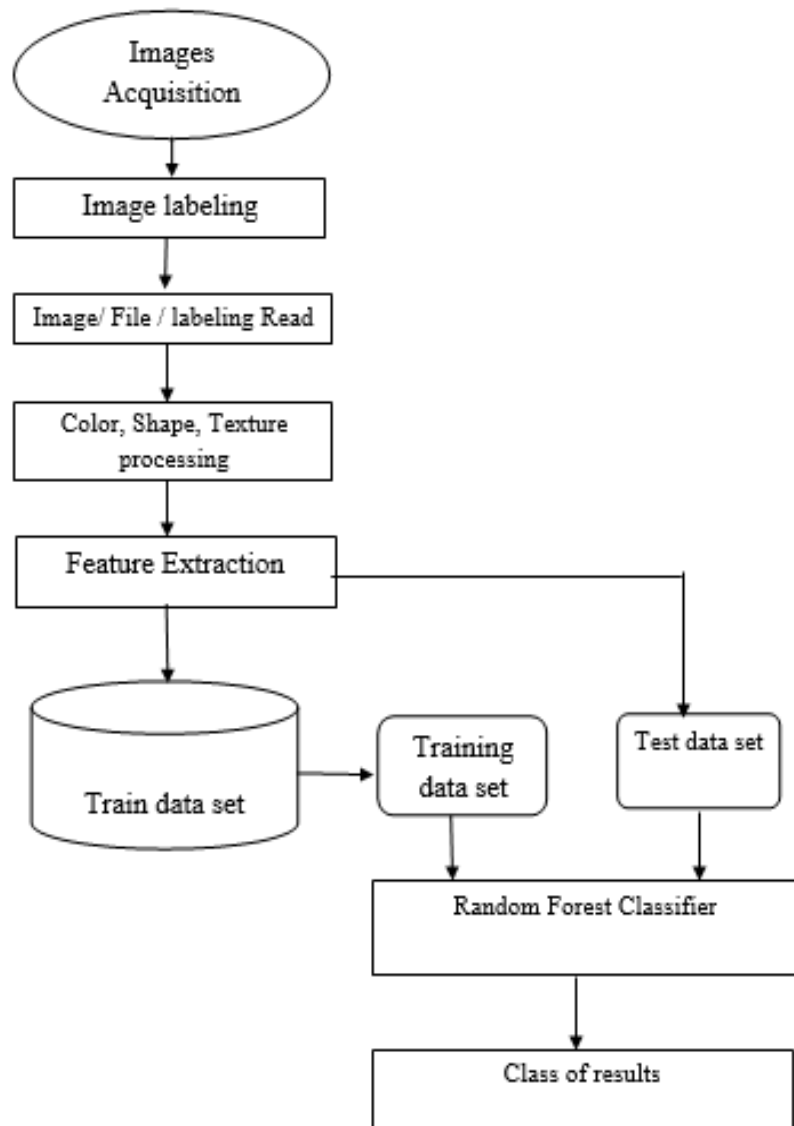 Images
Acquisition
Image labeling
Image/ File / labeling Read
Color, Shape, Texture
processing
Feature Extraction
Train data set
Training
data set
Test data set
Random Forest Classifier
Class of results